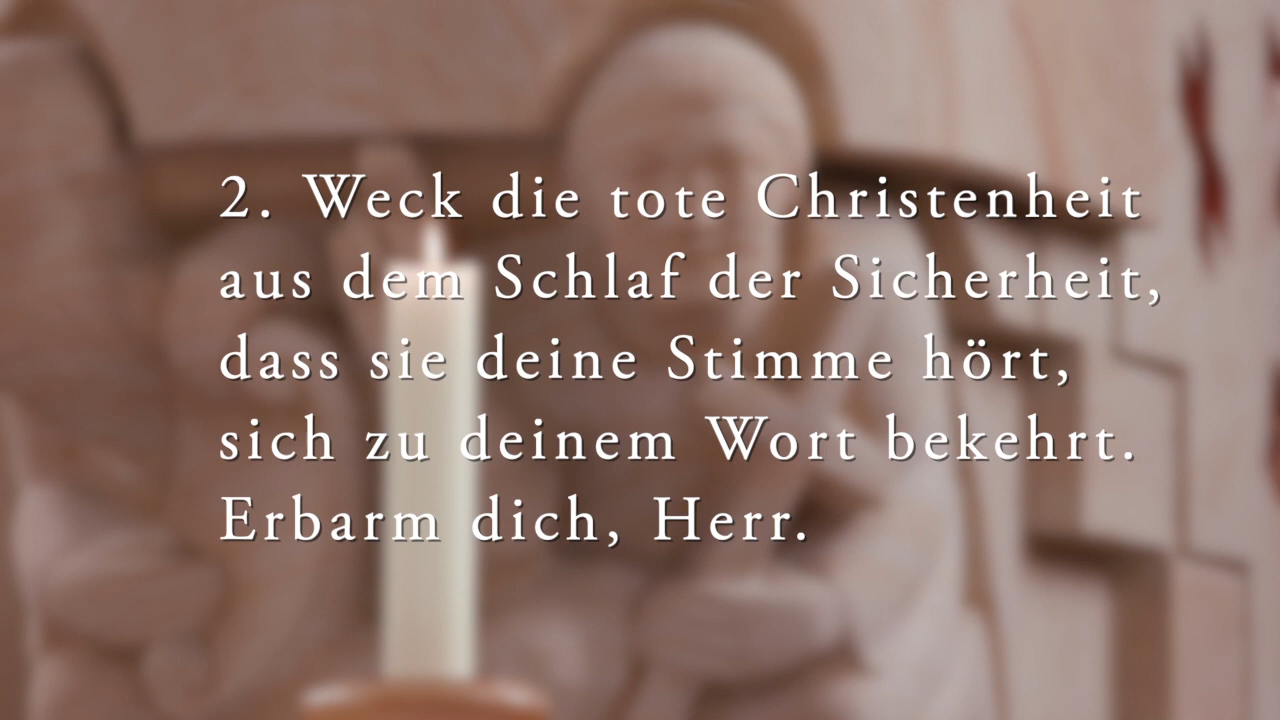 2. Weck die tote Christenheit
aus dem Schlaf der Sicherheit,
dass sie deine Stimme hört,
sich zu deinem Wort bekehrt.
Erbarm dich, Herr.